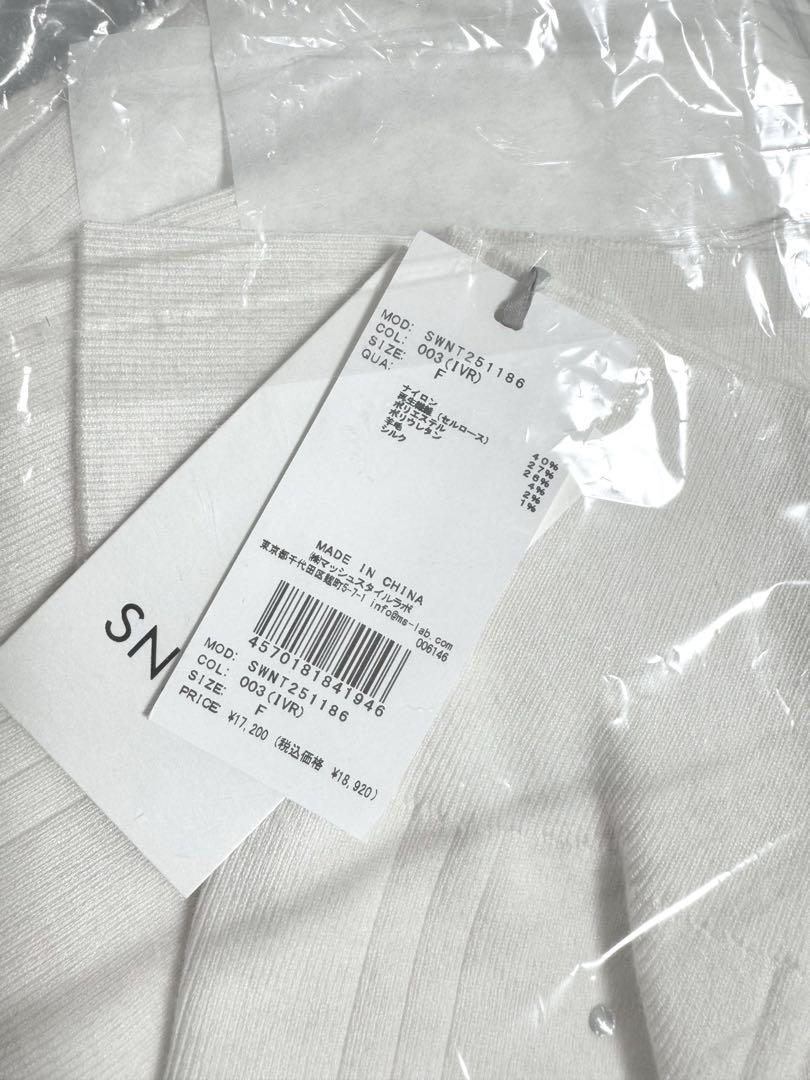 MOD: SWNT251186
COL: 003(IVR)
SIZE: F
QUA:
ナイロン 40%
再生繊維(セルロース) 27%
ポリエステル 26%
ポリウレタン 4%
羊毛 2%
シルク 1%
MADE IN CHINA
㈱マッシュスタイルラボ
東京都千代田区麹町5-7-1 info@ms-lab.com
006146
4570181841946
MOD: SWNT251186
COL: 003(IVR)
SIZE: F
PRICE ¥17,200 (税込価格 ¥18,920)
SN